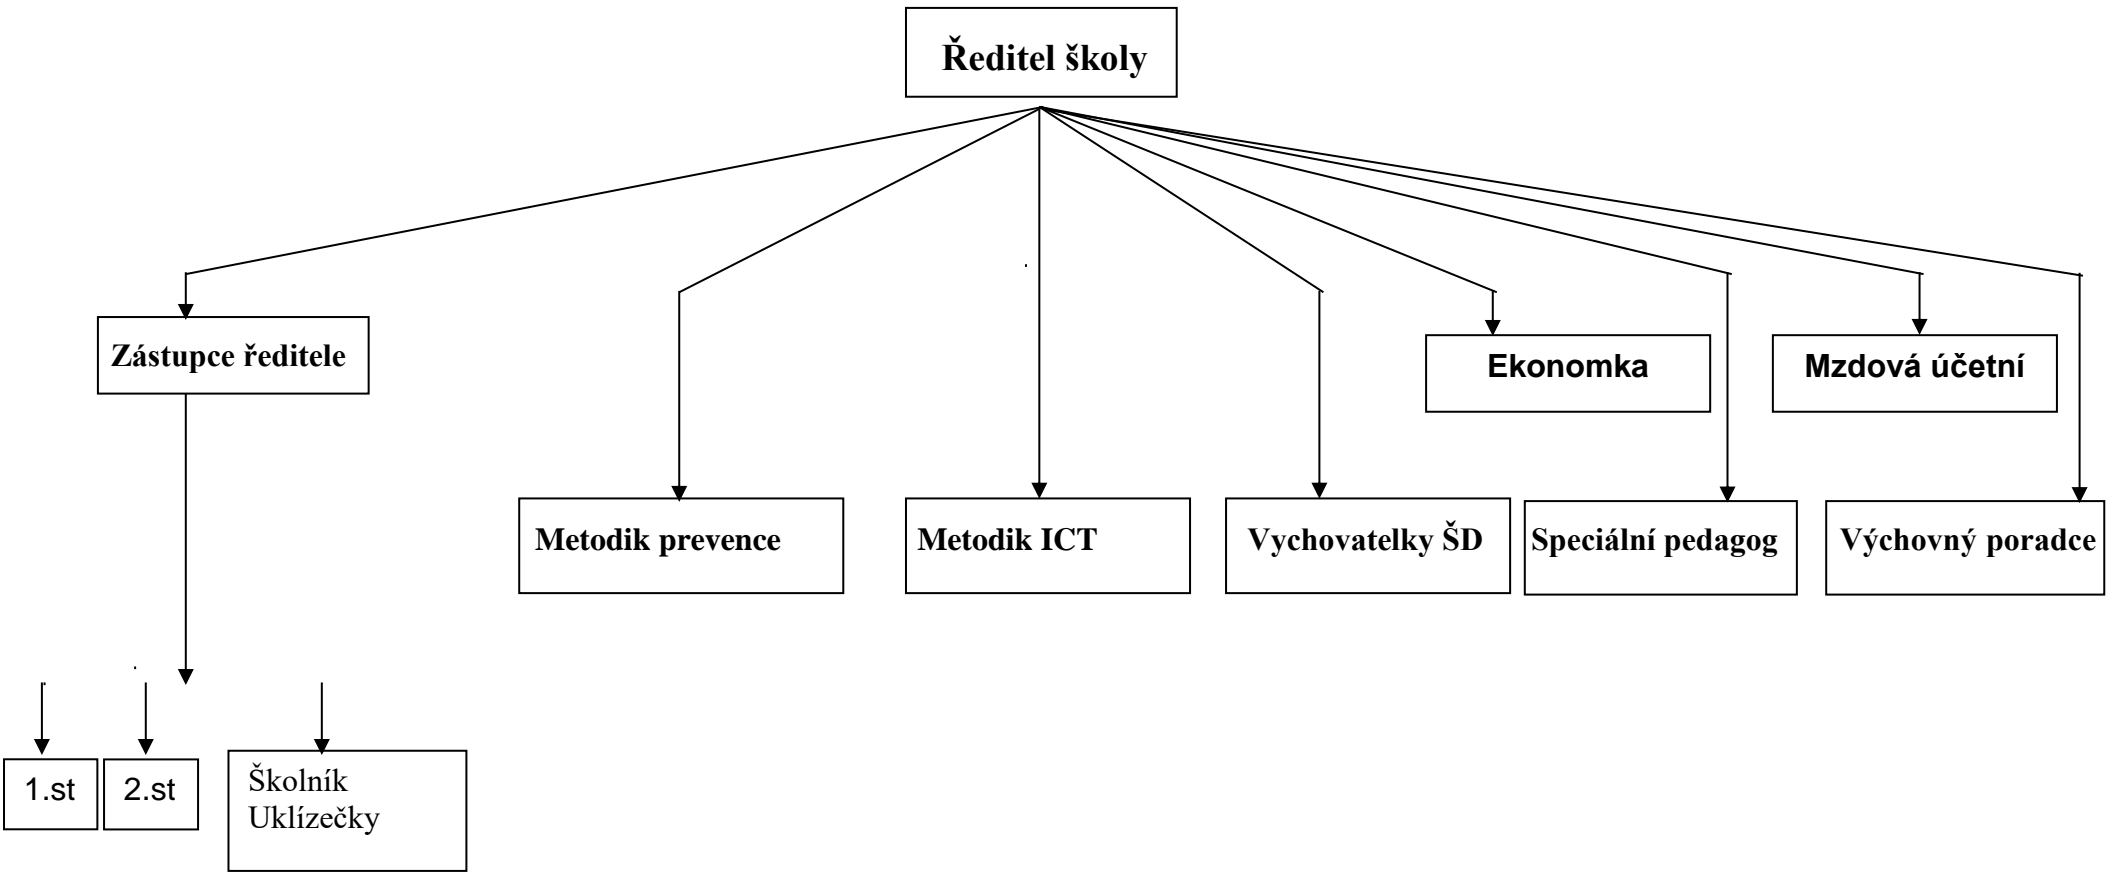 Ředitel školy
Zástupce ředitele
Ekonomka
Mzdová účetní
Metodik prevence
Metodik ICT
Vychovatelky ŠD
Speciální pedagog
Výchovný poradce
1.st
2.st
Školník
Uklízečky